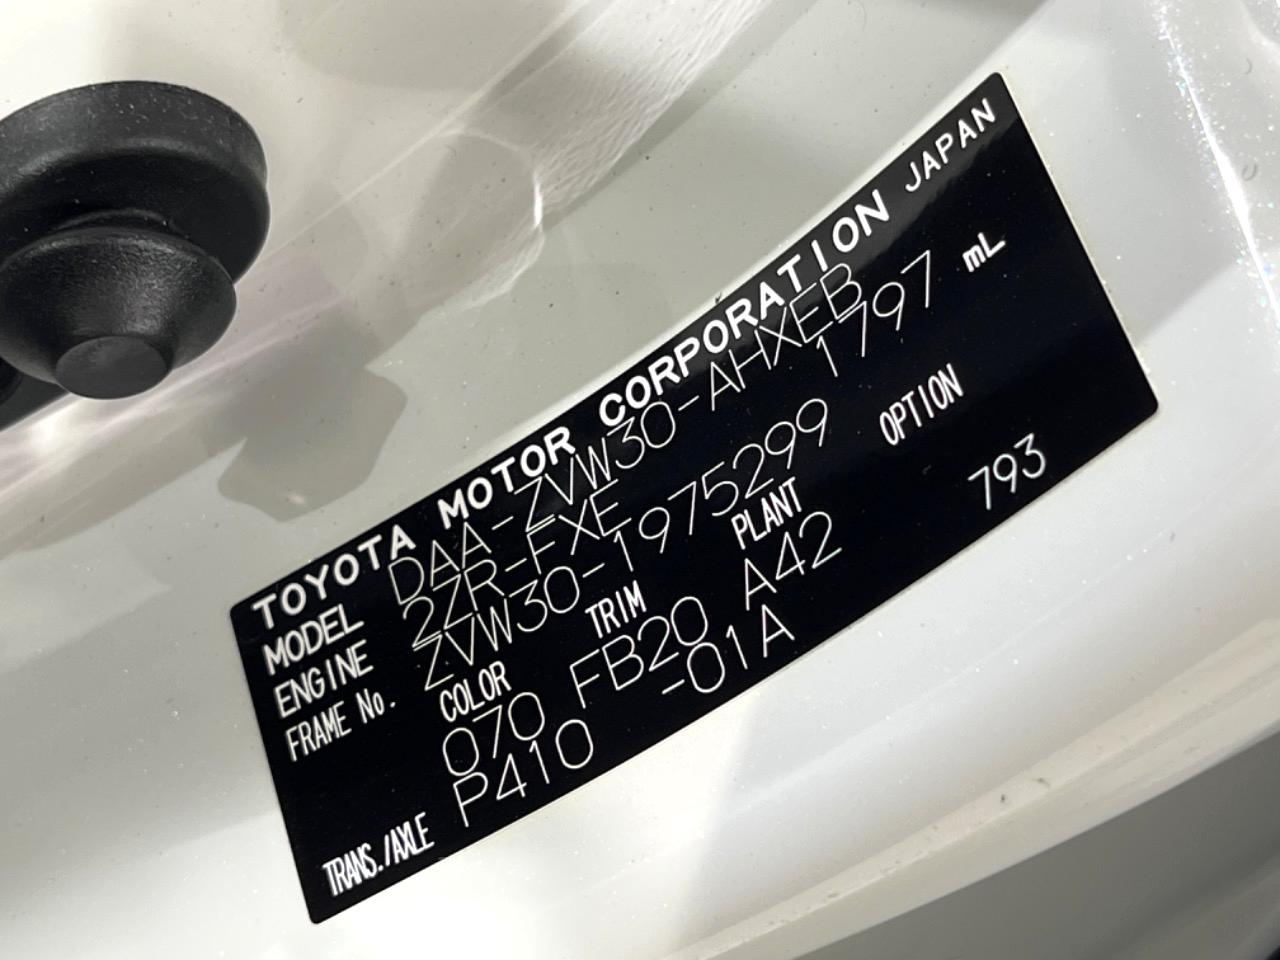 TOYOTA MOTOR CORPORATION JAPAN
MODEL DAA-ZVW30-AHXEB
ENGINE 2ZR-FXE 1797 mL
FRAME No. ZVW30-1975299
COLOR TRIM PLANT OPTION
070 FB20 A42 793
TRANS./AXLE P410 -01A